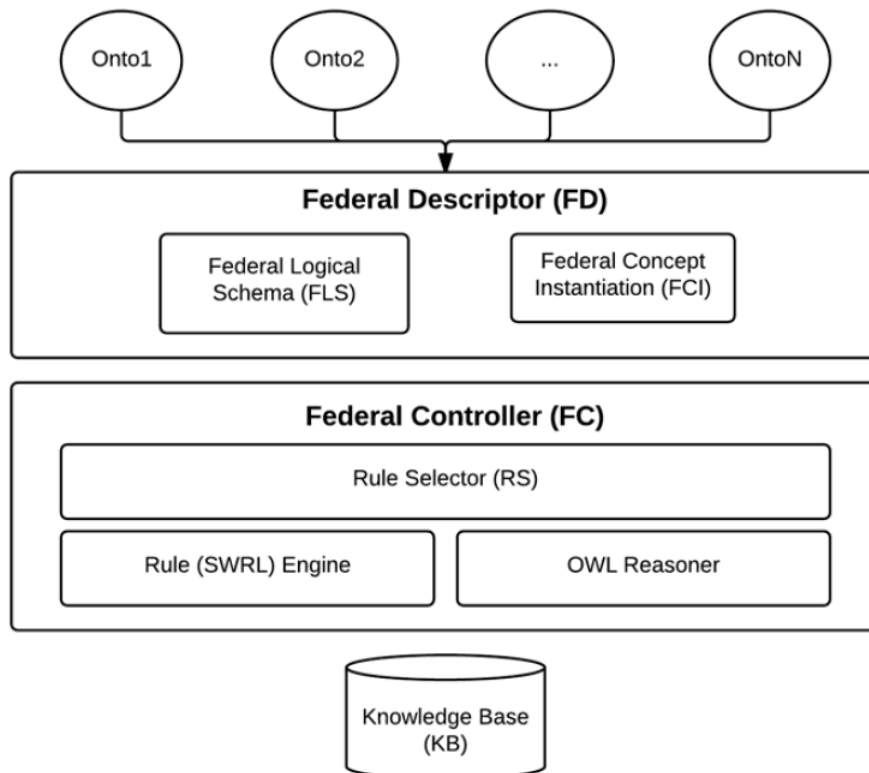 Onto1
Onto2
...
OntoN
Federal Descriptor (FD)
Federal Logical
Schema (FLS)
Federal Concept
Instantiation (FCI)
Federal Controller (FC)
Rule Selector (RS)
Rule (SWRL) Engine
OWL Reasoner
Knowledge Base
(KB)